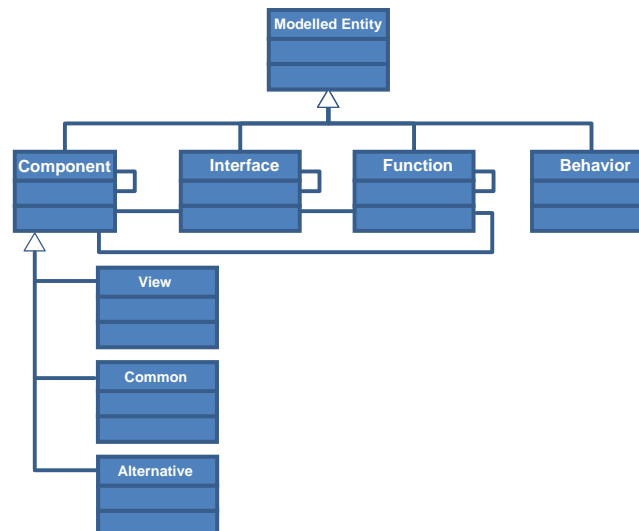 Modelled Entity
Component
Interface
Function
Behavior
View
Common
Alternative